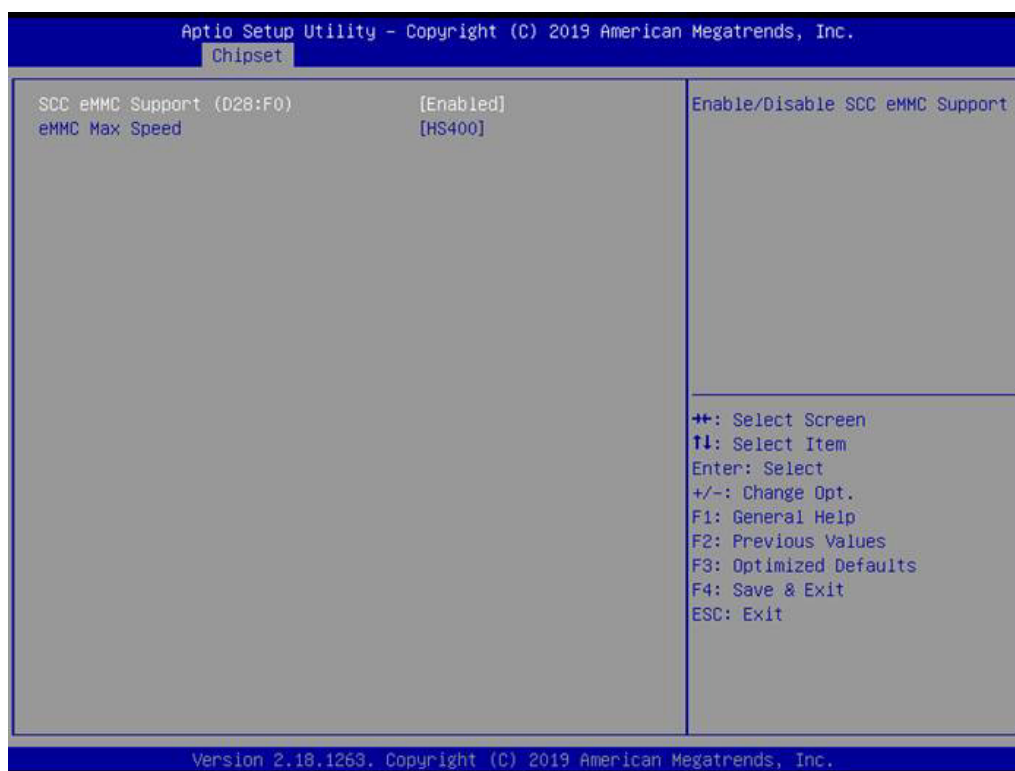 Aptio Setup Utility – Copyright (C) 2019 American Megatrends, Inc.
Chipset
SCC eMMC Support (D28:F0) [Enabled]
eMMC Max Speed [HS400]
Enable/Disable SCC eMMC Support
→←: Select Screen
↑↓: Select Item
Enter: Select
+/-: Change Opt.
F1: General Help
F2: Previous Values
F3: Optimized Defaults
F4: Save & Exit
ESC: Exit
Version 2.18.1263. Copyright (C) 2019 American Megatrends, Inc.